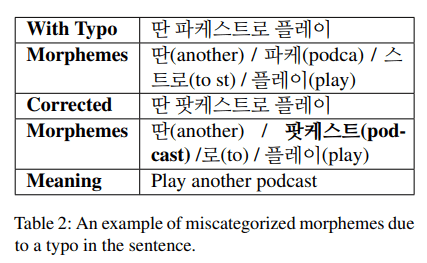 With Typo 딴 파케스트로 플레이
Morphemes 딴(another) / 파케(podca) / 스
트로(to st) / 플레이(play)
Corrected 딴 팟케스트로 플레이
Morphemes 딴(another) / 팟케스트(pod-
cast) /로(to) / 플레이(play)
Meaning Play another podcast
Table 2: An example of miscategorized morphemes due
to a typo in the sentence.